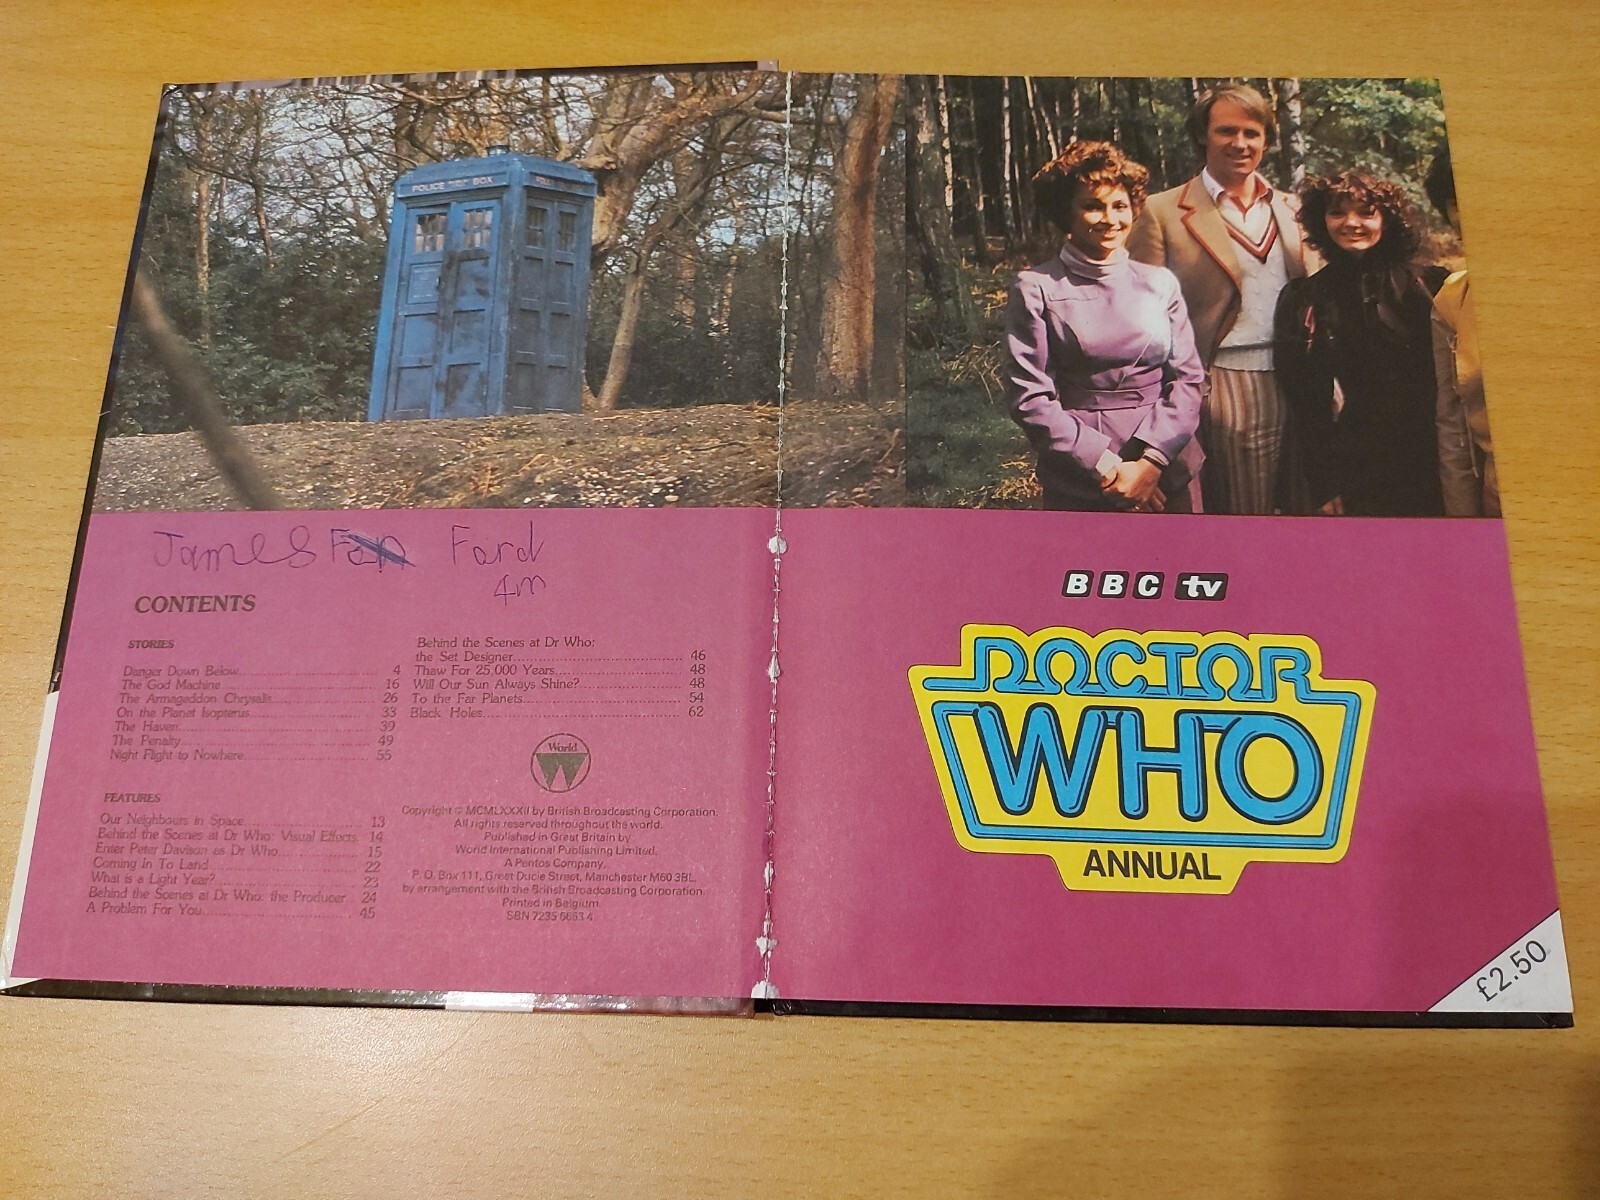 POLICE BOX
James Ford
4m
CONTENTS
STORIES
Danger Down Below 4
The God Machine 16
The Armageddon Chrysalis 26
On the Planet Isopterus 33
The Haven 39
The Penalty 49
Night Flight to Nowhere 55
FEATURES
Our Neighbours in Space 13
Behind the Scenes at Dr Who: Visual Effects 14
Enter Peter Davison as Dr Who 15
Coming In To Land 22
What is a Light Year? 23
Behind the Scenes at Dr Who: the Producer 24
A Problem For You 45
Behind the Scenes at Dr Who:
the Set Designer 46
Thaw For 25,000 Years 48
Will Our Sun Always Shine? 48
To the Far Planets 54
Black Holes 62
World
Copyright © MCMLXXXII by British Broadcasting Corporation.
All rights reserved throughout the world.
Published in Great Britain by
World International Publishing Limited.
A Pentos Company.
P.O. Box 111, Great Ducie Street, Manchester M60 3BL.
by arrangement with the British Broadcasting Corporation.
Printed in Belgium.
SBN 7235 6653 4
BBC tv
DOCTOR
WHO
ANNUAL
£2.50